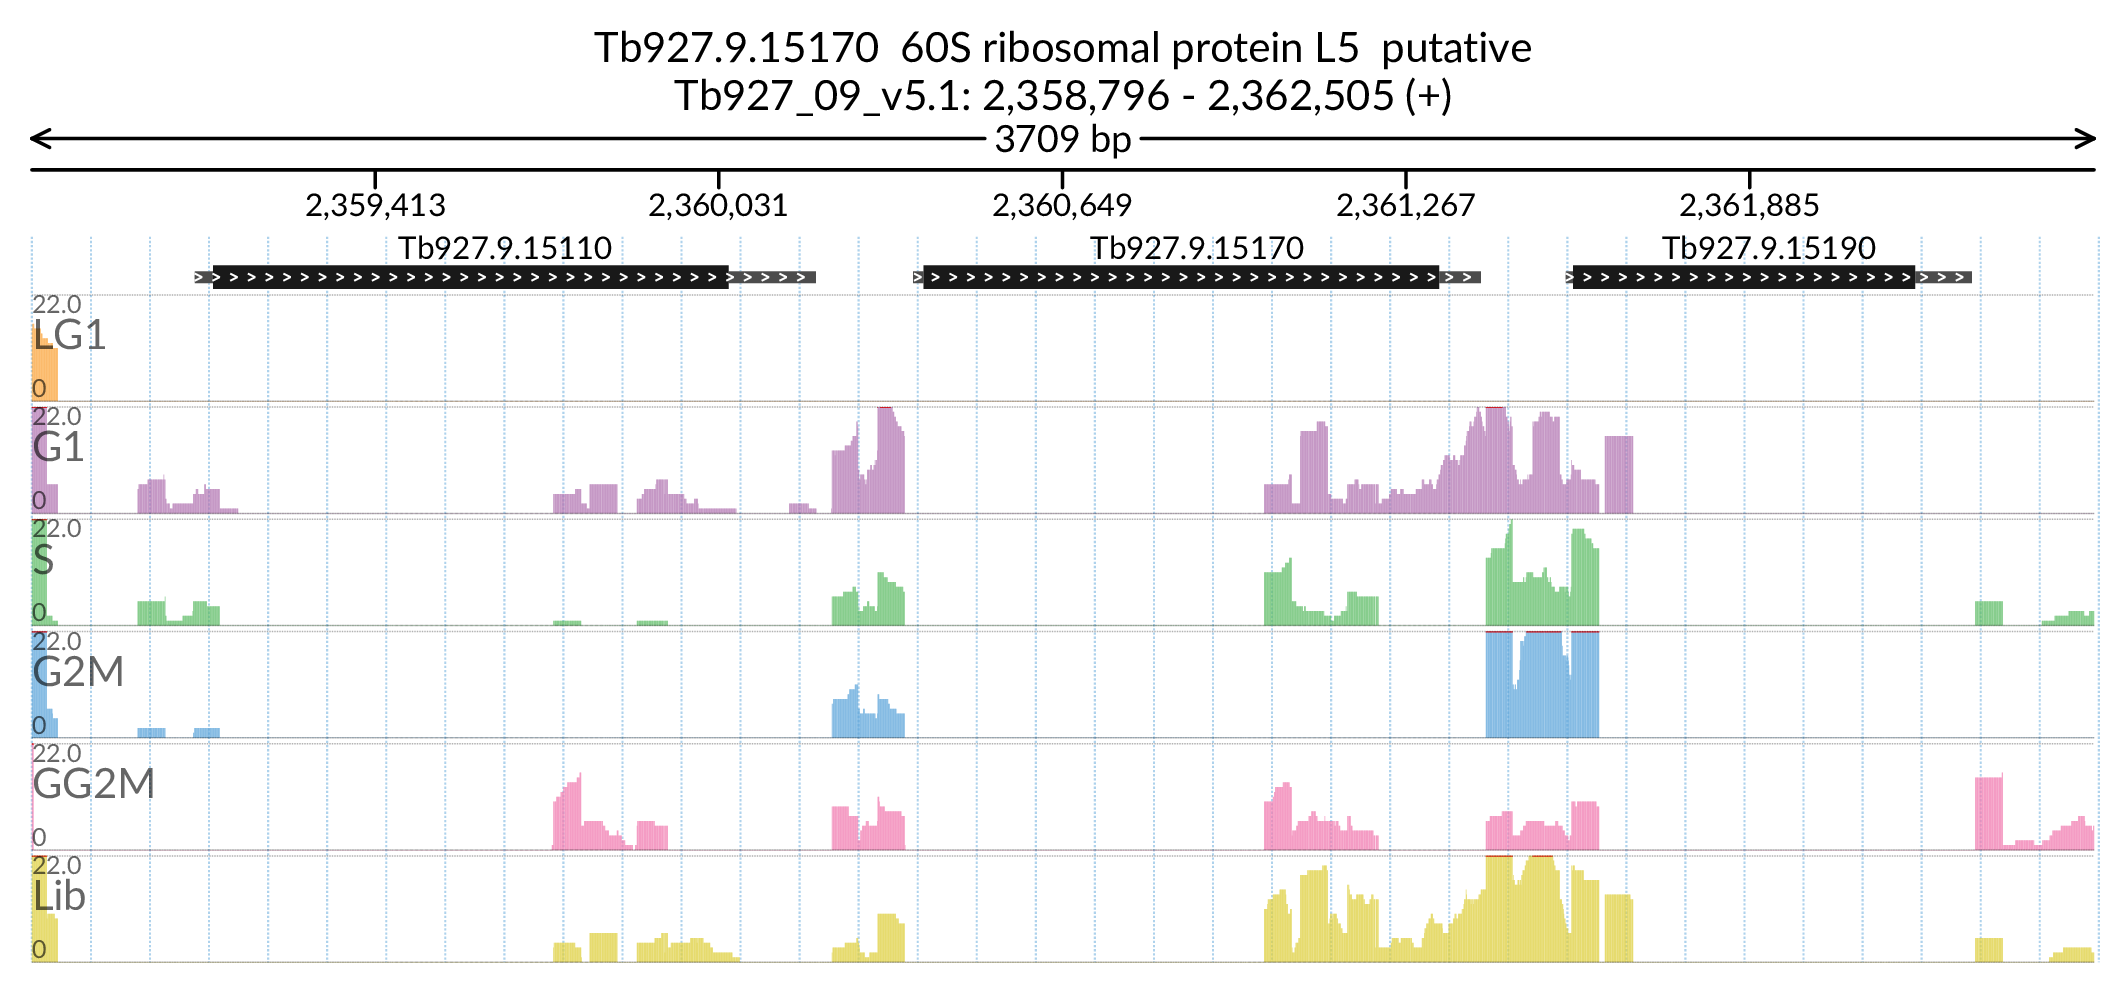 Tb927.9.15170  60S ribosomal protein L5  putative
Tb927_09_v5.1: 2,358,796 - 2,362,505 (+)
3709 bp
2,359,413 2,360,031 2,360,649 2,361,267 2,361,885
Tb927.9.15110 Tb927.9.15170 Tb927.9.15190
22.0
LG1
0
22.0
G1
0
22.0
S
0
22.0
G2M
0
22.0
GG2M
0
22.0
Lib
0